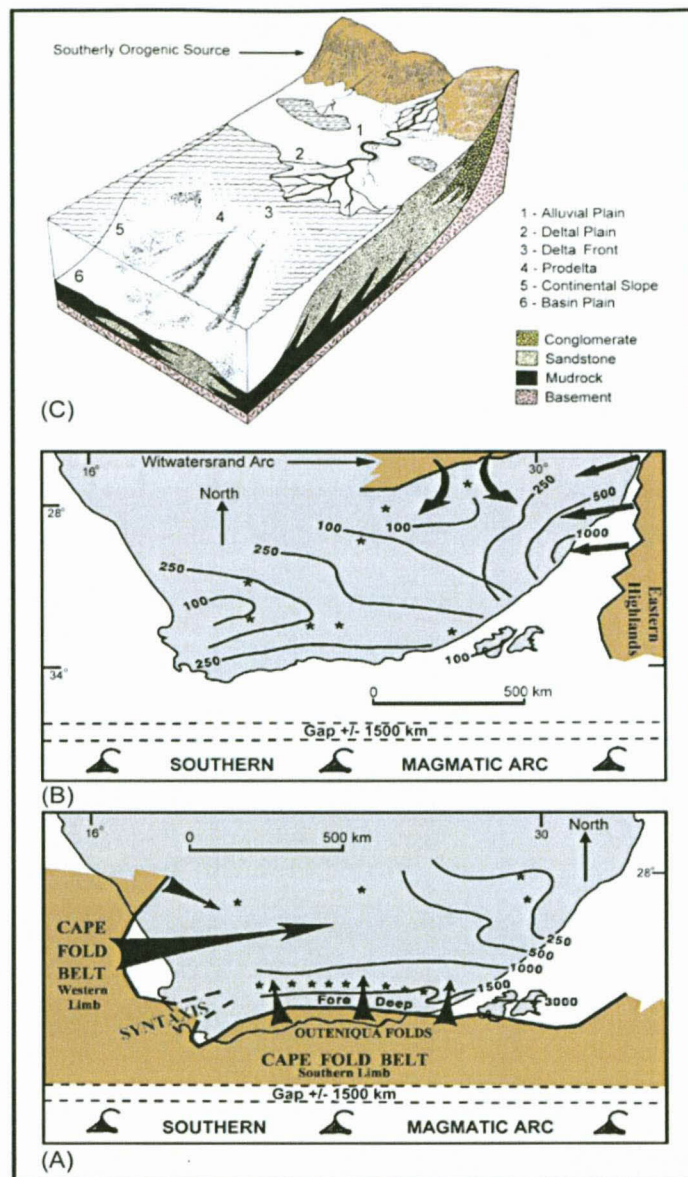 Southerly Orogenic Source
1
2
3
4
5
6
1 - Alluvial Plain
2 - Deltal Plain
3 - Delta Front
4 - Prodelta
5 - Continental Slope
6 - Basin Plain
Conglomerate
Sandstone
Mudrock
Basement
(C)
16°
Witwatersrand Arc
30°
28°
North
250
500
1000
100
100
250
250
100
250
100
Eastern
Highlands
34°
0 500 km
Gap +/- 1500 km
SOUTHERN MAGMATIC ARC
(B)
16°
0 500 km
30
North
28°
CAPE
FOLD
BELT
Western
Limb
SYNTAXIS
250
500
1000
1500
3000
Fore Deep
OUTENIQUA FOLDS
CAPE FOLD BELT
Southern Limb
Gap +/- 1500 km
SOUTHERN MAGMATIC ARC
(A)